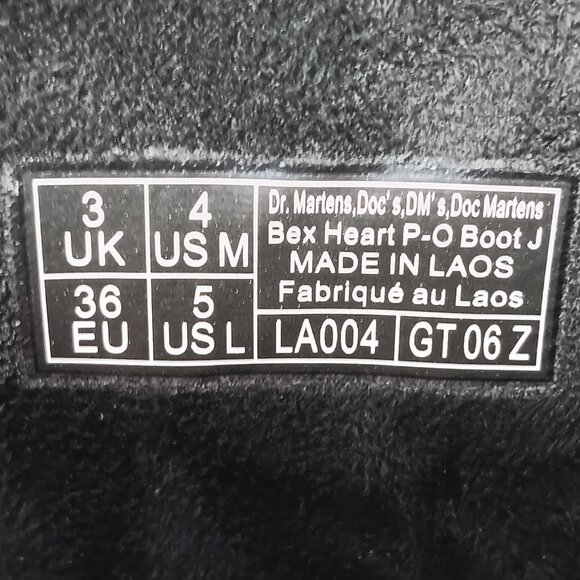 3
UK
4
US M
36
EU
5
US L
Dr. Martens,Doc's,DM's,Doc Martens
Bex Heart P-O Boot J
MADE IN LAOS
Fabriqué au Laos
LA004
GT 06 Z